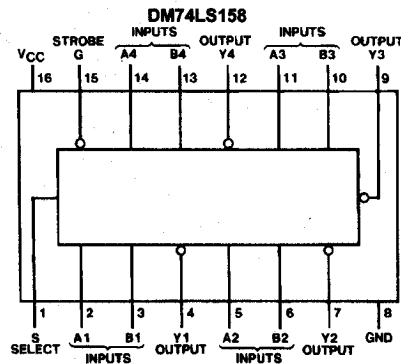 DM74LS158
STROBE INPUTS OUTPUT INPUTS OUTPUT
VCC G A4 B4 Y4 A3 B3 Y3
16 15 14 13 12 11 10 9
1 2 3 4 5 6 7 8
S A1 B1 Y1 A2 B2 Y2 GND
SELECT INPUTS OUTPUT INPUTS OUTPUT